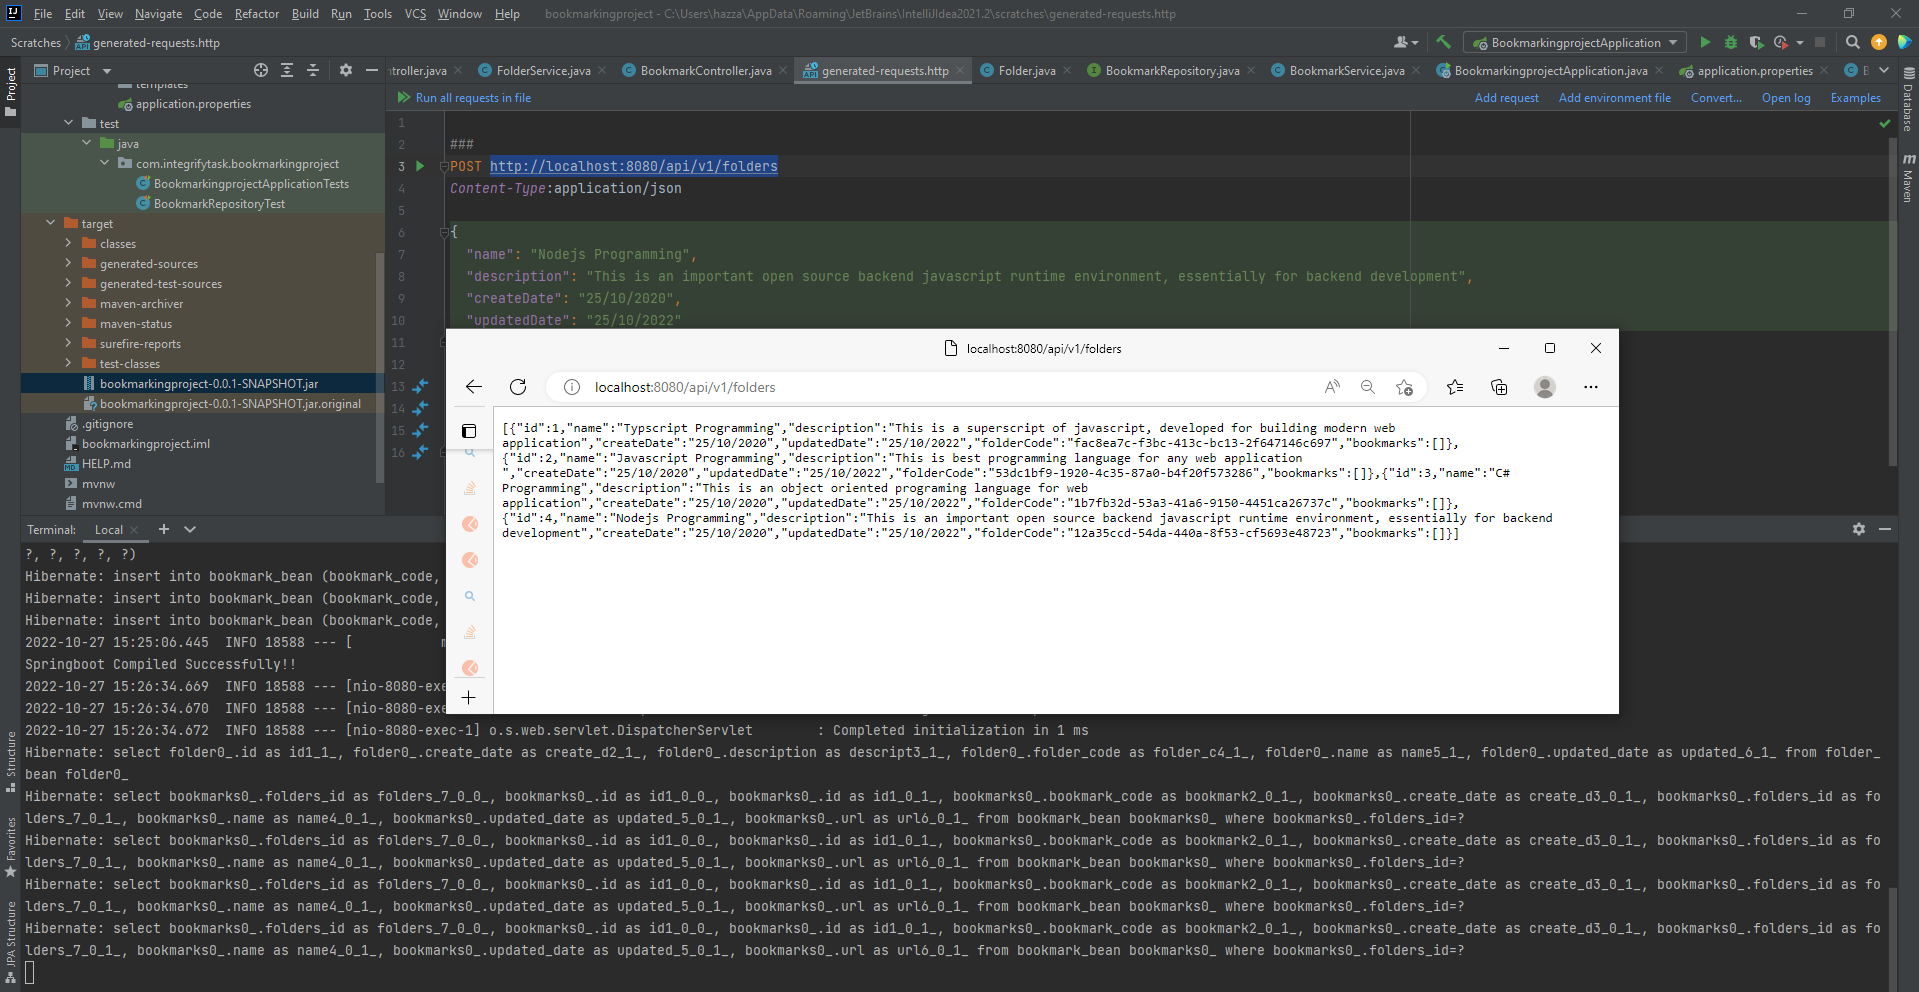 File Edit View Navigate Code Refactor Build Run Tools VCS Window Help bookmarkingproject - C:\Users\hazza\AppData\Roaming\JetBrains\IntelliJIdea2021.2\scratches\generated-requests.http
Scratches generated-requests.http BookmarkingprojectApplication
Project
Project
ntroller.java FolderService.java BookmarkController.java generated-requests.http Folder.java BookmarkRepository.java BookmarkService.java BookmarkingprojectApplication.java application.properties
Run all requests in file Add request Add environment file Convert... Open log Examples
Database
Maven
templates
application.properties
test
java
com.integrifytask.bookmarkingproject
BookmarkingprojectApplicationTests
BookmarkRepositoryTest
target
classes
generated-sources
generated-test-sources
maven-archiver
maven-status
surefire-reports
test-classes
bookmarkingproject-0.0.1-SNAPSHOT.jar
bookmarkingproject-0.0.1-SNAPSHOT.jar.original
.gitignore
bookmarkingproject.iml
HELP.md
mvnw
mvnw.cmd
1
2 ###
3 POST http://localhost:8080/api/v1/folders
4 Content-Type:application/json
5
6 {
7 "name": "Nodejs Programming",
8 "description": "This is an important open source backend javascript runtime environment, essentially for backend development",
9 "createDate": "25/10/2020",
10 "updatedDate": "25/10/2022"
11
12
13
14
15
16
localhost:8080/api/v1/folders
localhost:8080/api/v1/folders
[{"id":1,"name":"Typscript Programming","description":"This is a superscript of javascript, developed for building modern web
application","createDate":"25/10/2020","updatedDate":"25/10/2022","folderCode":"fac8ea7c-f3bc-413c-bc13-2f647146c697","bookmarks":[]},
{"id":2,"name":"Javascript Programming","description":"This is best programming language for any web application
","createDate":"25/10/2020","updatedDate":"25/10/2022","folderCode":"53dc1bf9-1920-4c35-87a0-b4f20f573286","bookmarks":[]},{"id":3,"name":"C#
Programming","description":"This is an object oriented programing language for web
application","createDate":"25/10/2020","updatedDate":"25/10/2022","folderCode":"1b7fb32d-53a3-41a6-9150-4451ca26737c","bookmarks":[]},
{"id":4,"name":"Nodejs Programming","description":"This is an important open source backend javascript runtime environment, essentially for backend
development","createDate":"25/10/2020","updatedDate":"25/10/2022","folderCode":"12a35ccd-54da-440a-8f53-cf5693e48723","bookmarks":[]}]
Terminal: Local
?, ?, ?, ?, ?)
Hibernate: insert into bookmark_bean (bookmark_code,
Hibernate: insert into bookmark_bean (bookmark_code,
Hibernate: insert into bookmark_bean (bookmark_code,
2022-10-27 15:25:06.445 INFO 18588 --- [
Springboot Compiled Successfully!!
2022-10-27 15:26:34.669 INFO 18588 --- [nio-8080-exe
2022-10-27 15:26:34.670 INFO 18588 --- [nio-8080-exe
2022-10-27 15:26:34.672 INFO 18588 --- [nio-8080-exec-1] o.s.web.servlet.DispatcherServlet : Completed initialization in 1 ms
Hibernate: select folder0_.id as id1_1_, folder0_.create_date as create_d2_1_, folder0_.description as descript3_1_, folder0_.folder_code as folder_c4_1_, folder0_.name as name5_1_, folder0_.updated_date as updated_6_1_ from folder_
bean folder0_
Hibernate: select bookmarks0_.folders_id as folders_7_0_0_, bookmarks0_.id as id1_0_0_, bookmarks0_.id as id1_0_1_, bookmarks0_.bookmark_code as bookmark2_0_1_, bookmarks0_.create_date as create_d3_0_1_, bookmarks0_.folders_id as fo
lders_7_0_1_, bookmarks0_.name as name4_0_1_, bookmarks0_.updated_date as updated_5_0_1_, bookmarks0_.url as url6_0_1_ from bookmark_bean bookmarks0_ where bookmarks0_.folders_id=?
Hibernate: select bookmarks0_.folders_id as folders_7_0_0_, bookmarks0_.id as id1_0_0_, bookmarks0_.id as id1_0_1_, bookmarks0_.bookmark_code as bookmark2_0_1_, bookmarks0_.create_date as create_d3_0_1_, bookmarks0_.folders_id as fo
lders_7_0_1_, bookmarks0_.name as name4_0_1_, bookmarks0_.updated_date as updated_5_0_1_, bookmarks0_.url as url6_0_1_ from bookmark_bean bookmarks0_ where bookmarks0_.folders_id=?
Hibernate: select bookmarks0_.folders_id as folders_7_0_0_, bookmarks0_.id as id1_0_0_, bookmarks0_.id as id1_0_1_, bookmarks0_.bookmark_code as bookmark2_0_1_, bookmarks0_.create_date as create_d3_0_1_, bookmarks0_.folders_id as fo
lders_7_0_1_, bookmarks0_.name as name4_0_1_, bookmarks0_.updated_date as updated_5_0_1_, bookmarks0_.url as url6_0_1_ from bookmark_bean bookmarks0_ where bookmarks0_.folders_id=?
Hibernate: select bookmarks0_.folders_id as folders_7_0_0_, bookmarks0_.id as id1_0_0_, bookmarks0_.id as id1_0_1_, bookmarks0_.bookmark_code as bookmark2_0_1_, bookmarks0_.create_date as create_d3_0_1_, bookmarks0_.folders_id as fo
lders_7_0_1_, bookmarks0_.name as name4_0_1_, bookmarks0_.updated_date as updated_5_0_1_, bookmarks0_.url as url6_0_1_ from bookmark_bean bookmarks0_ where bookmarks0_.folders_id=?
Structure
Favorites
JPA Structure